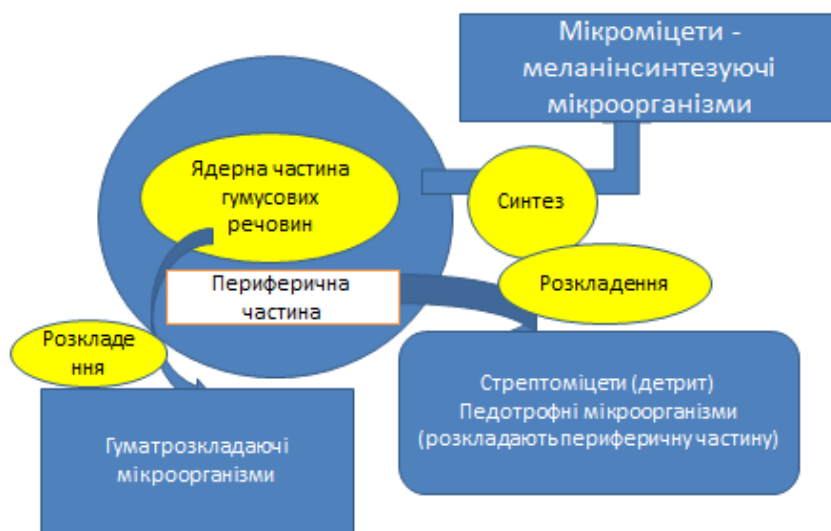 Мікроміцети -
меланінсинтезуючі
мікроорганізми
Ядерна частина
гумусових
речовин
Синтез
Периферична
частина
Розкладення
Розкладе
ння
Стрептоміцети (детрит)
Педотрофні мікроорганізми
(розкладають периферичну частину)
Гуматрозкладаючі
мікроорганізми